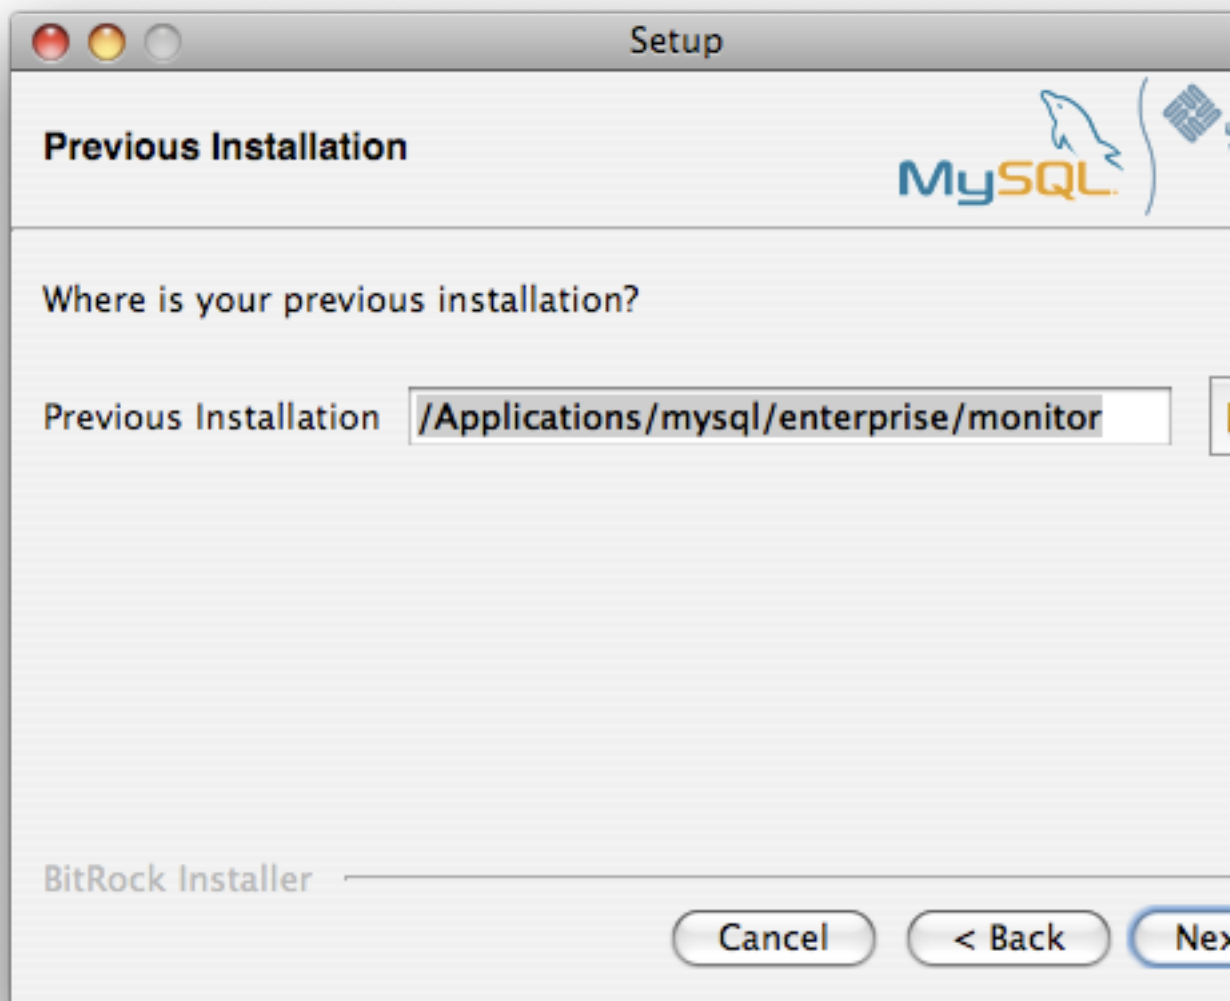 Setup
Previous Installation
MySQL
Where is your previous installation?
Previous Installation /Applications/mysql/enterprise/monitor
BitRock Installer
Cancel < Back